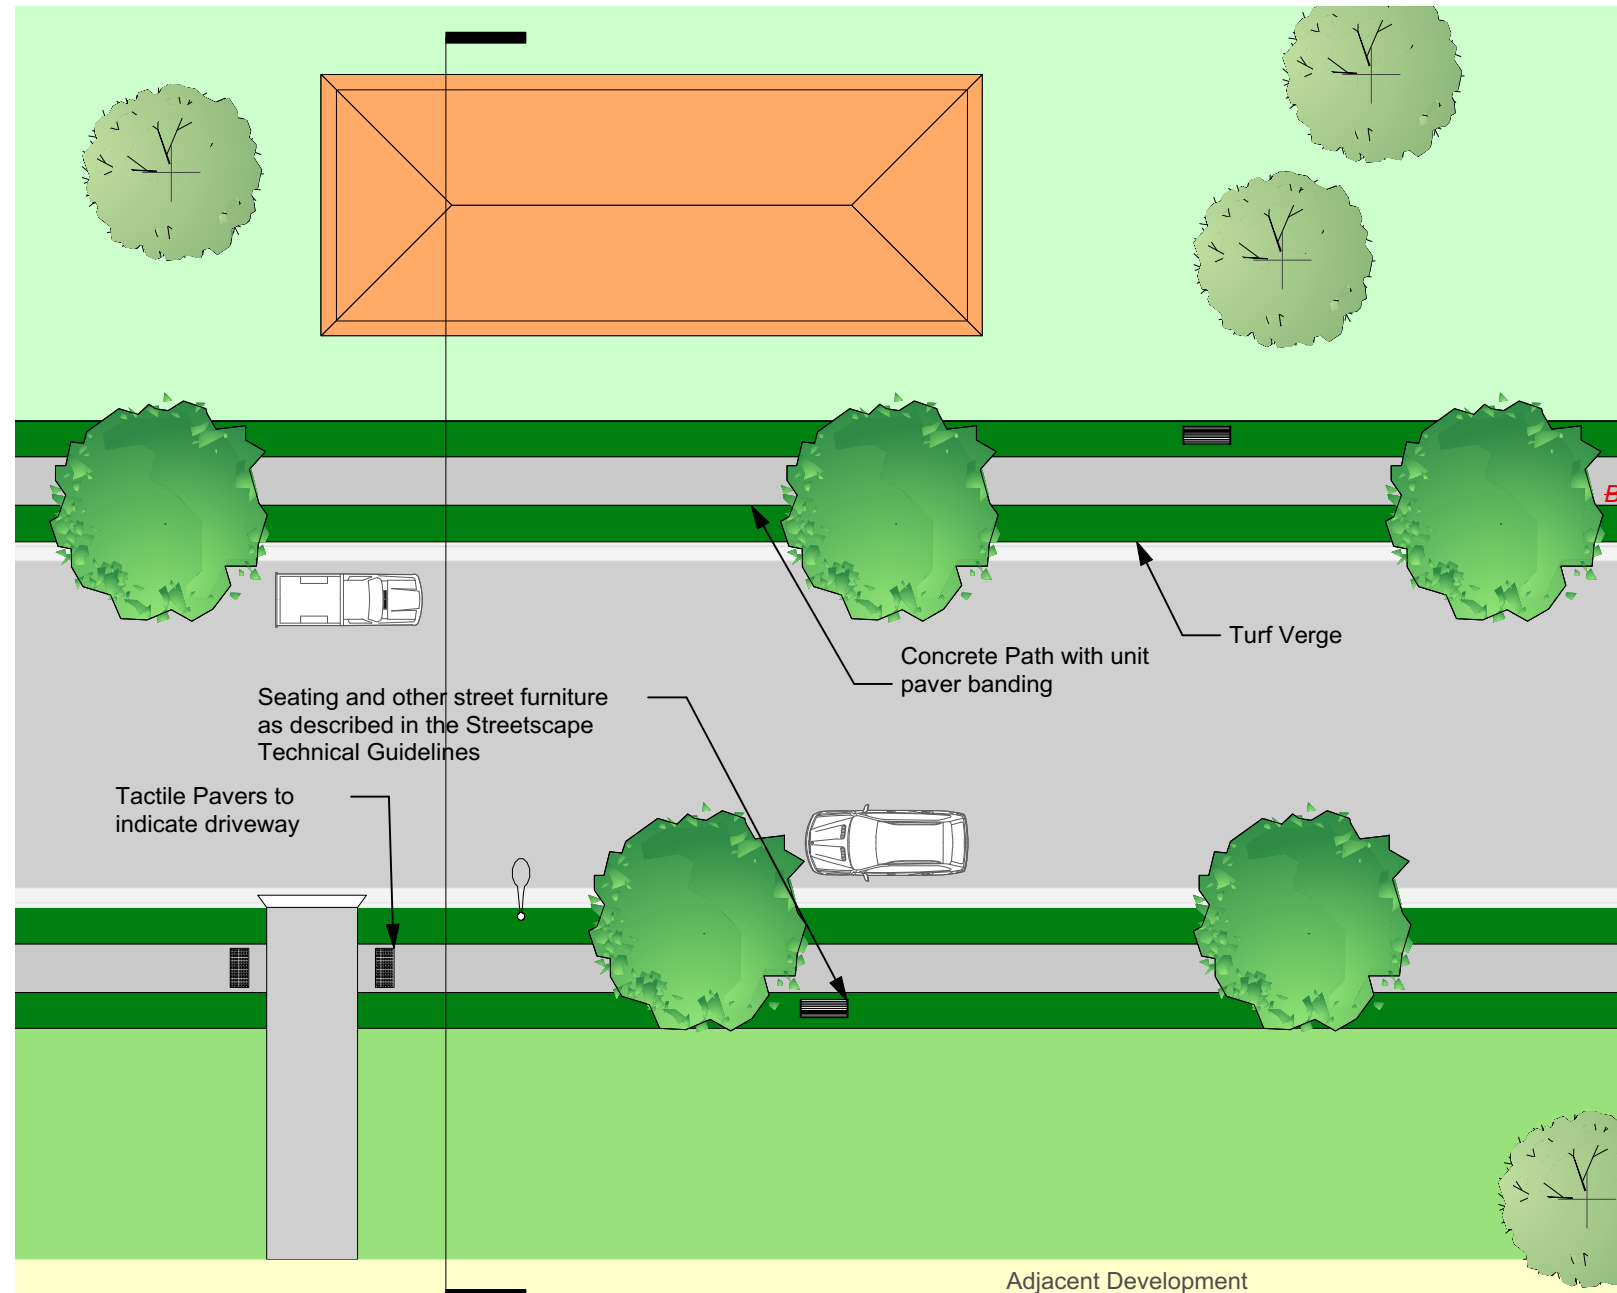 Turf Verge
Concrete Path with unit
paver banding
Seating and other street furniture
as described in the Streetscape
Technical Guidelines
Tactile Pavers to
indicate driveway
Adjacent Development